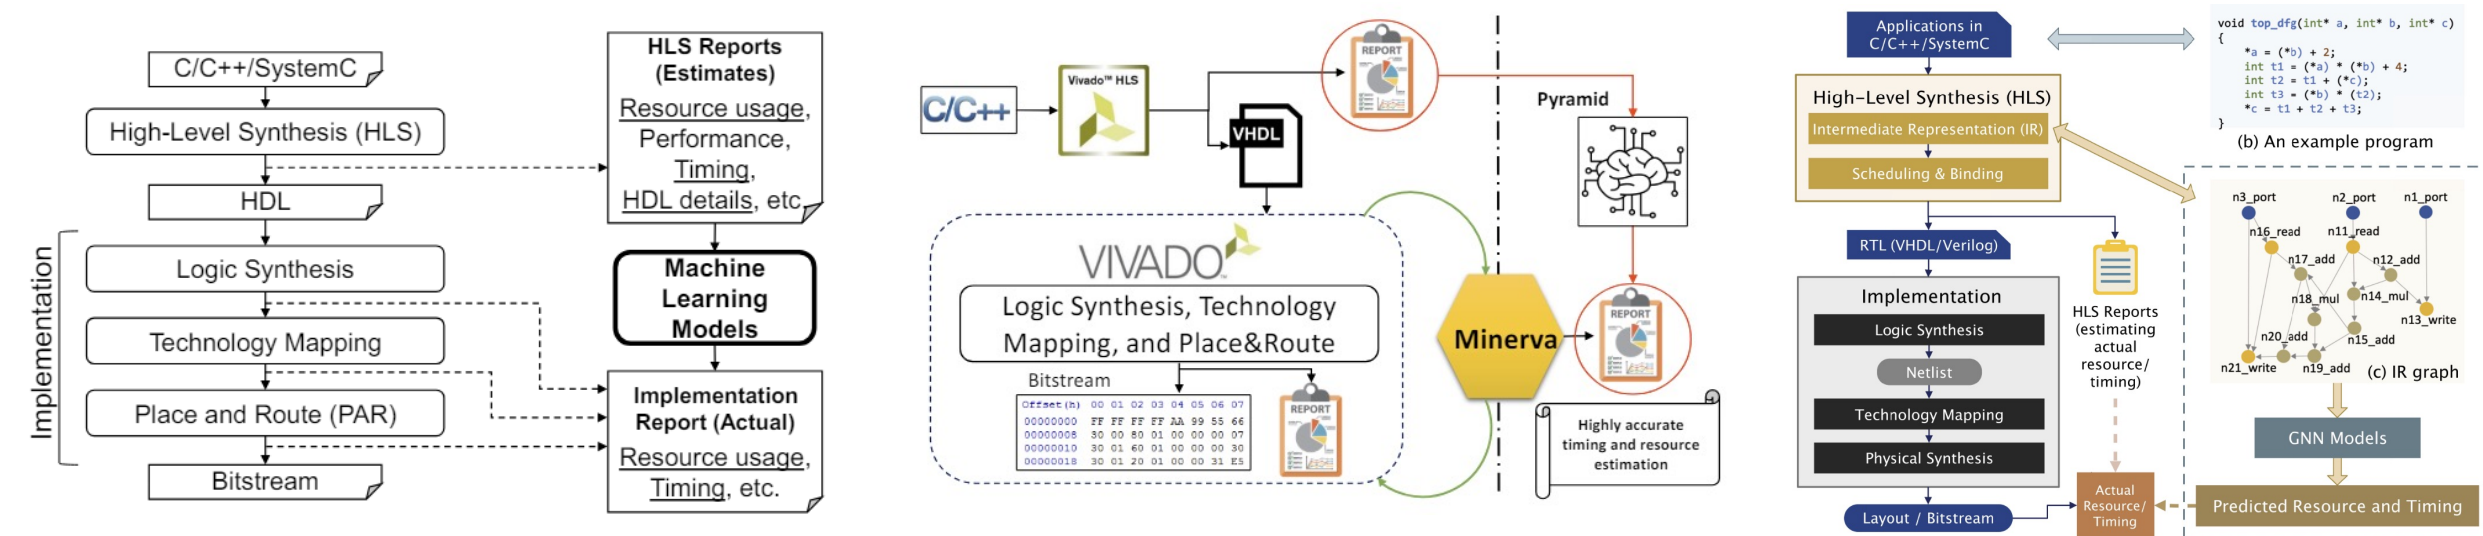 C/C++/SystemC
High-Level Synthesis (HLS)
HDL
Implementation
Logic Synthesis
Technology Mapping
Place and Route (PAR)
Bitstream
HLS Reports
(Estimates)
Resource usage,
Performance,
Timing,
HDL details, etc.
Machine
Learning
Models
Implementation
Report (Actual)
Resource usage,
Timing, etc.
C/C++
Vivado™ HLS
VHDL
REPORT
Pyramid
VIVADO
Logic Synthesis, Technology
Mapping, and Place&Route
Bitstream
Offset(h) 00 01 02 03 04 05 06 07
00000000 FF FF FF FF AA 99 55 66
00000008 30 00 80 01 00 00 00 07
00000010 30 01 60 01 00 00 00 30
00000018 30 01 20 01 00 00 31 E5
REPORT
Minerva
REPORT
Highly accurate
timing and resource
estimation
Applications in
C/C++/SystemC
High-Level Synthesis (HLS)
Intermediate Representation (IR)
Scheduling & Binding
RTL (VHDL/Verilog)
Implementation
Logic Synthesis
Netlist
Technology Mapping
Physical Synthesis
Layout / Bitstream
HLS Reports
(estimating
actual
resource/
timing)
Actual
Resource/
Timing
void top_dfg(int* a, int* b, int* c)
{
*a = (*b) + 2;
int t1 = (*a) * (*b) + 4;
int t2 = t1 + (*c);
int t3 = (*b) * (t2);
*c = t1 + t2 + t3;
}
(b) An example program
n3_port
n2_port
n1_port
n16_read
n11_read
n17_add
n12_add
n18_mul
n14_mul
n13_write
n20_add
n15_add
n21_write
n19_add
(c) IR graph
GNN Models
Predicted Resource and Timing